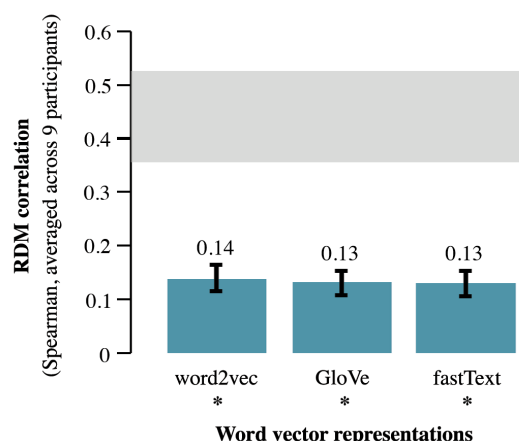 RDM correlation
(Spearman, averaged across 9 participants)
0.6
0.5
0.4
0.3
0.2
0.1
0
0.14
0.13
0.13
word2vec
GloVe
fastText
*
*
*
Word vector representations